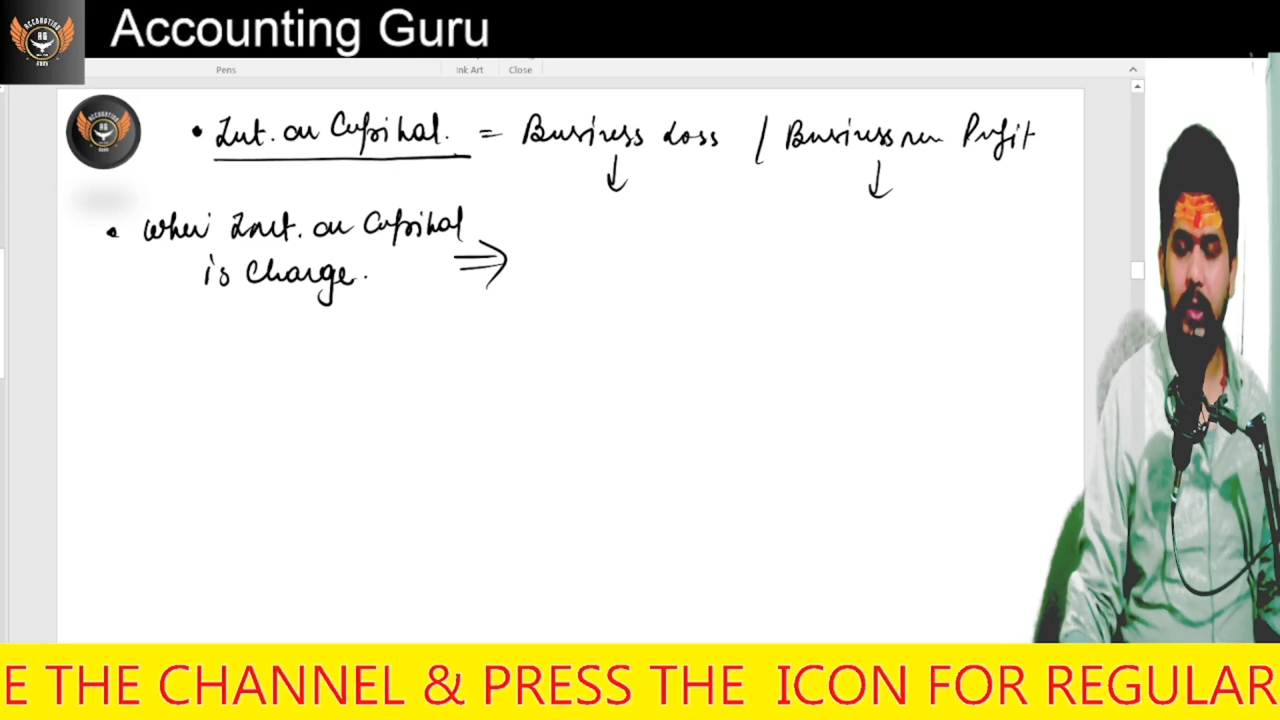 Accounting Guru
Pens
Ink Art
Close
• Int. on Capital. = Business Loss / Business Profit
• When Int. on Capital
is Charge. ⇒
E THE CHANNEL & PRESS THE ICON FOR REGULAR